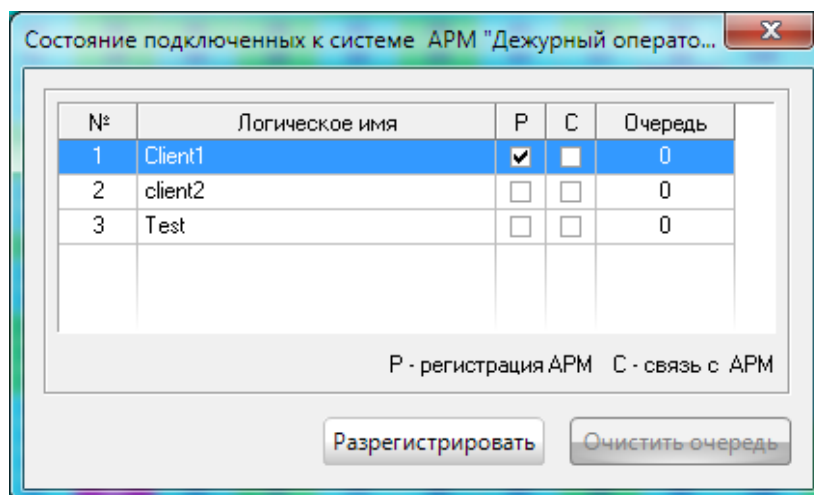 Состояние подключенных к системе АРМ "Дежурный операто...
№ Логическое имя Р С Очередь
1 Client1 0
2 client2 0
3 Test 0
Р - регистрация АРМ С - связь с АРМ
Разрегистрировать Очистить очередь